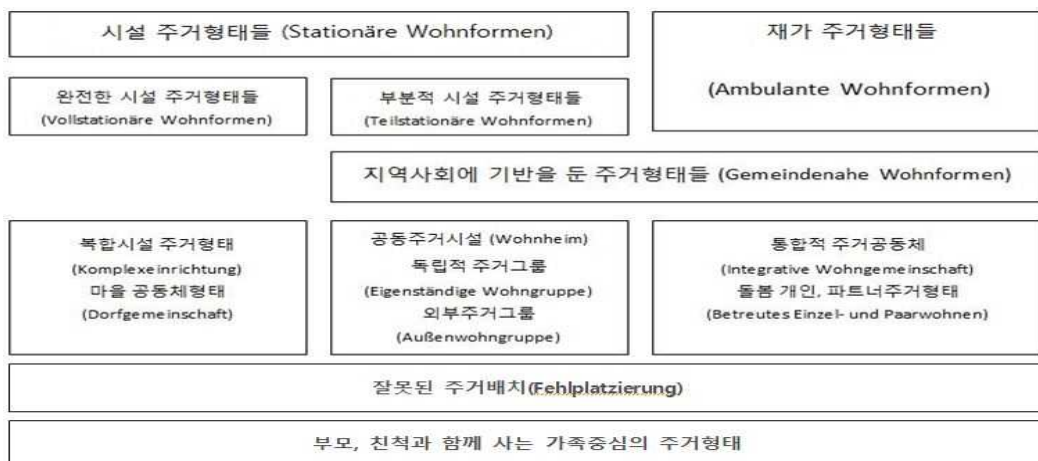 시설 주거형태들 (Stationäre Wohnformen)
재가 주거형태들
(Ambulante Wohnformen)
완전한 시설 주거형태들
(Vollstationäre Wohnformen)
부분적 시설 주거형태들
(Teilstationäre Wohnformen)
지역사회에 기반을 둔 주거형태들 (Gemeindenahe Wohnformen)
복합시설 주거형태
(Komplexeinrichtung)
마을 공동체형태
(Dorfgemeinschaft)
공동주거시설 (Wohnheim)
독립적 주거그룹
(Eigenständige Wohngruppe)
외부주거그룹
(Außenwohngruppe)
통합적 주거공동체
(Integrative Wohngemeinschaft)
돌봄 개인, 파트너주거형태
(Betreutes Einzel- und Paarwohnen)
잘못된 주거배치(Fehlplatzierung)
부모, 친척과 함께 사는 가족중심의 주거형태